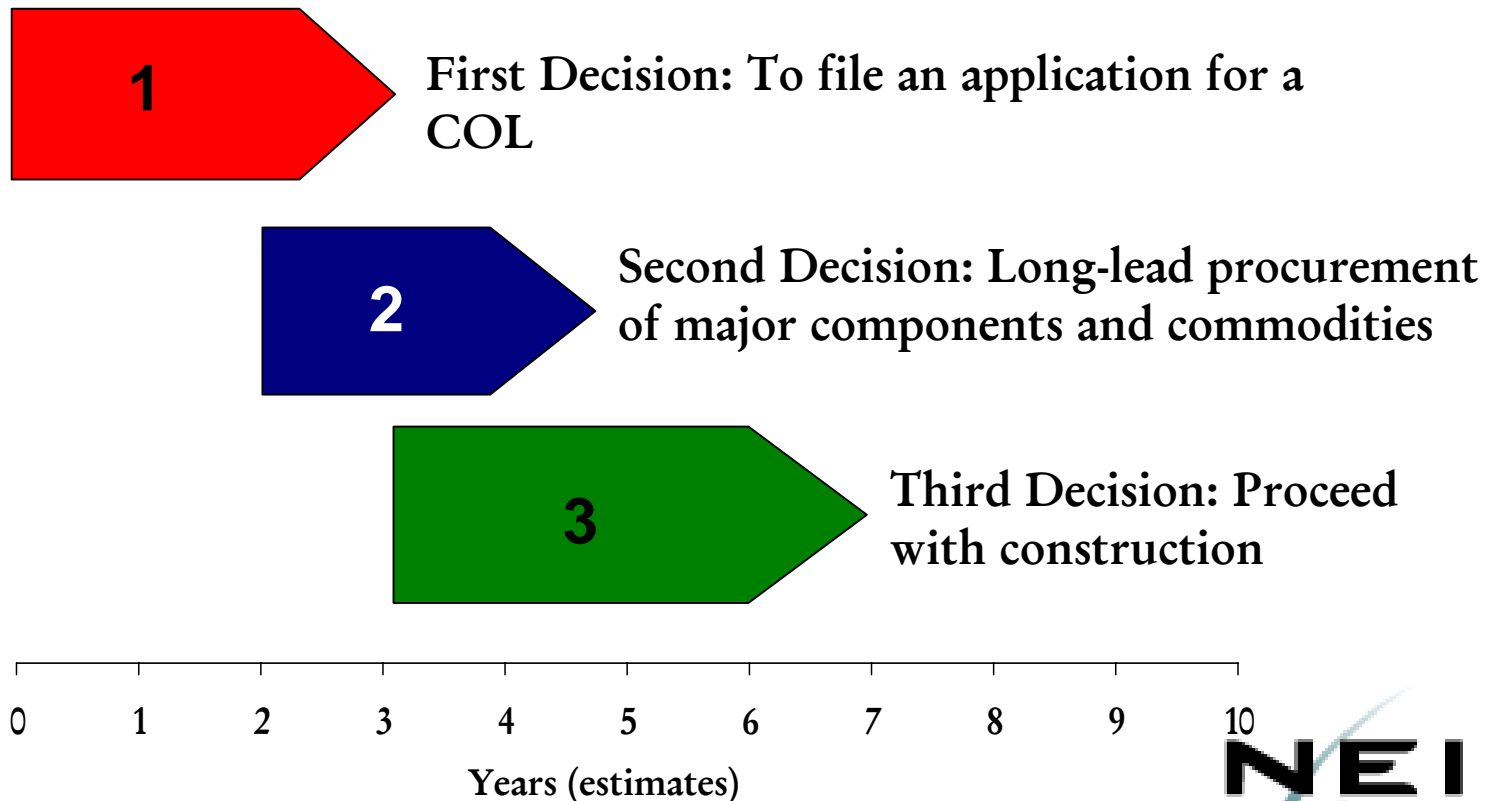 1
First Decision: To file an application for a
COL
2
Second Decision: Long-lead procurement
of major components and commodities
3
Third Decision: Proceed
with construction
0 1 2 3 4 5 6 7 8 9 10
Years (estimates)
NEI